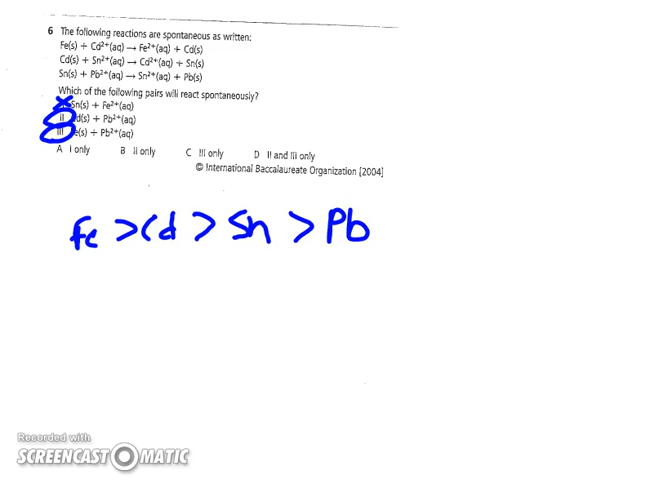 6 The following reactions are spontaneous as written:
Fe(s) + Cd²⁺(aq) → Fe²⁺(aq) + Cd(s)
Cd(s) + Sn²⁺(aq) → Cd²⁺(aq) + Sn(s)
Sn(s) + Pb²⁺(aq) → Sn²⁺(aq) + Pb(s)
Which of the following pairs will react spontaneously?
Sn(s) + Fe²⁺(aq)
II d(s) + Pb²⁺(aq)
III e(s) + Pb²⁺(aq)
A I only B II only C III only D II and III only
© International Baccalaureate Organization [2004]
Fe > Cd > Sn > Pb
Recorded with
SCREENCAST O MATIC